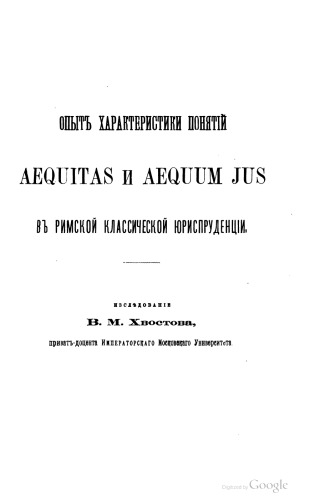 ОПЫТЪ ХАРАКТЕРИСТИКИ ПОНЯТІЙ
AEQUITAS И AEQUUM JUS
ВЪ РИМСКОЙ КЛАССИЧЕСКОЙ ЮРИСПРУДЕНЦІИ.
ИЗСЛѢДОВАНІЕ
В. М. Хвостова,
приватъ-доцента Императорскаго Московскаго Университета.
Digitized by Google